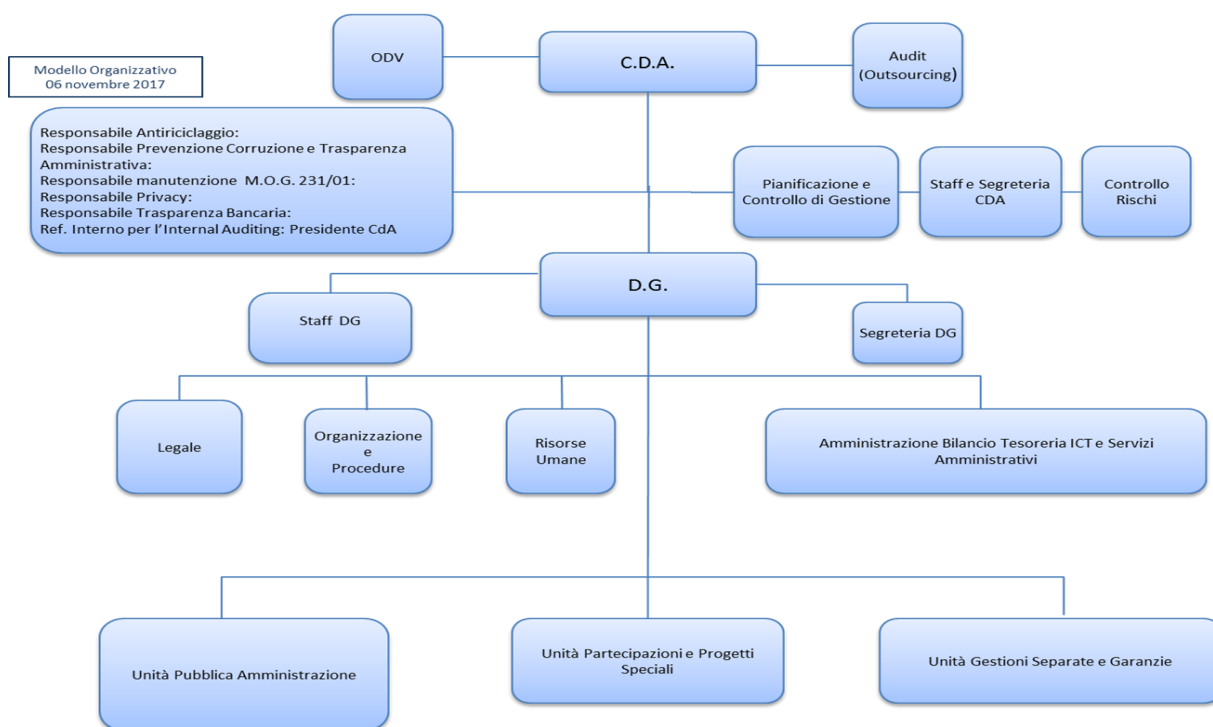 ODV
C.D.A.
Audit
(Outsourcing)
Modello Organizzativo
06 novembre 2017
Responsabile Antiriciclaggio:
Responsabile Prevenzione Corruzione e Trasparenza
Amministrativa:
Responsabile manutenzione M.O.G. 231/01:
Responsabile Privacy:
Responsabile Trasparenza Bancaria:
Ref. Interno per l'Internal Auditing: Presidente CdA
Pianificazione e
Controllo di Gestione
Staff e Segreteria
CDA
Controllo
Rischi
D.G.
Staff DG
Segreteria DG
Legale
Organizzazione
e
Procedure
Risorse
Umane
Amministrazione Bilancio Tesoreria ICT e Servizi
Amministrativi
Unità Pubblica Amministrazione
Unità Partecipazioni e Progetti
Speciali
Unità Gestioni Separate e Garanzie